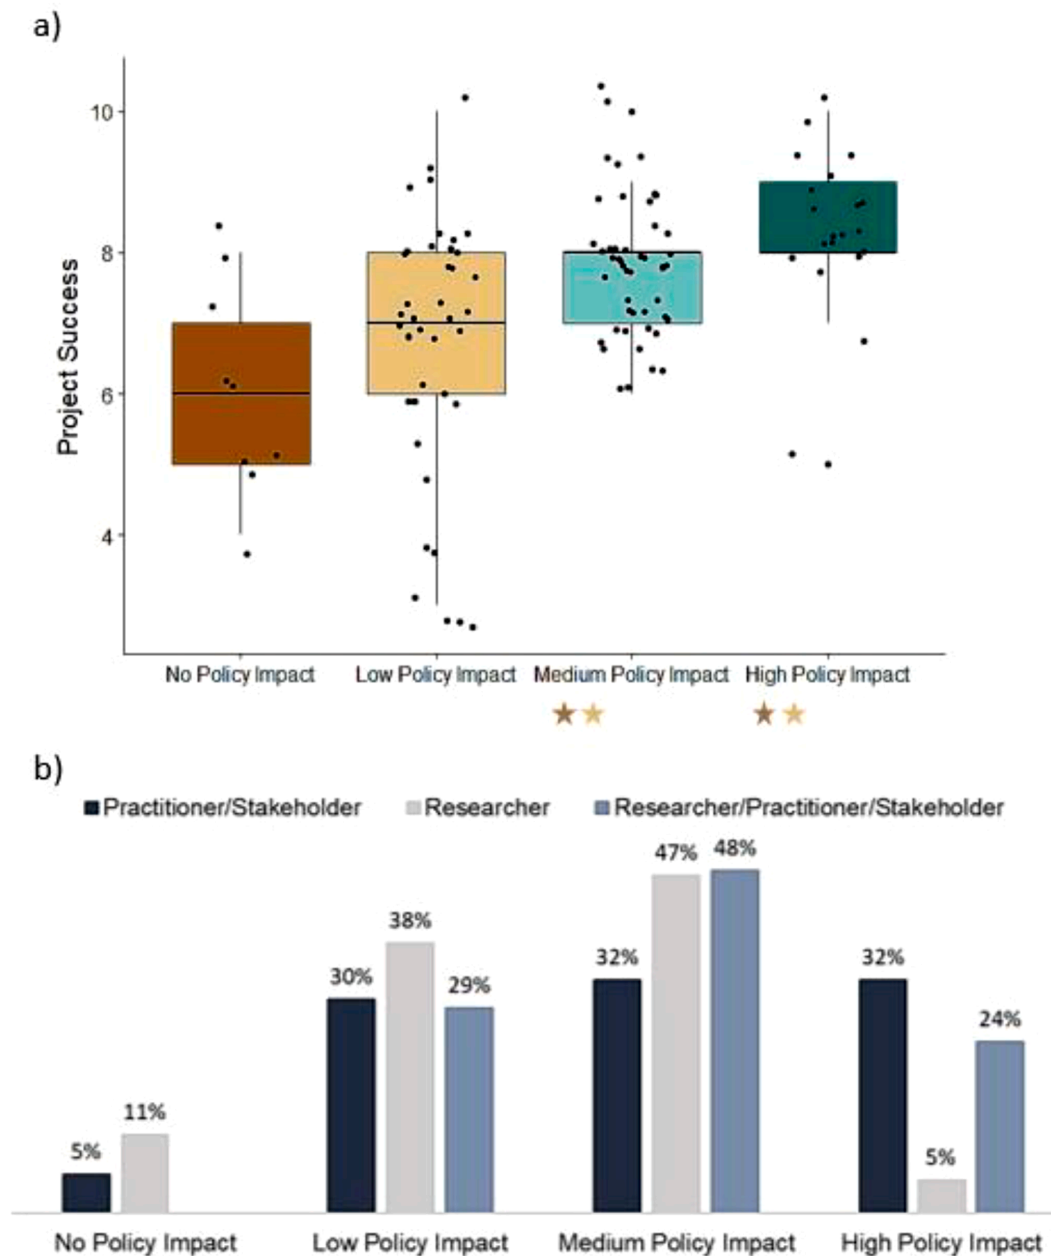 a)
Project Success
10
8
6
4
No Policy Impact Low Policy Impact Medium Policy Impact High Policy Impact
b)
Practitioner/Stakeholder Researcher Researcher/Practitioner/Stakeholder
5% 11% 30% 38% 29% 32% 47% 48% 32% 5% 24%
No Policy Impact Low Policy Impact Medium Policy Impact High Policy Impact